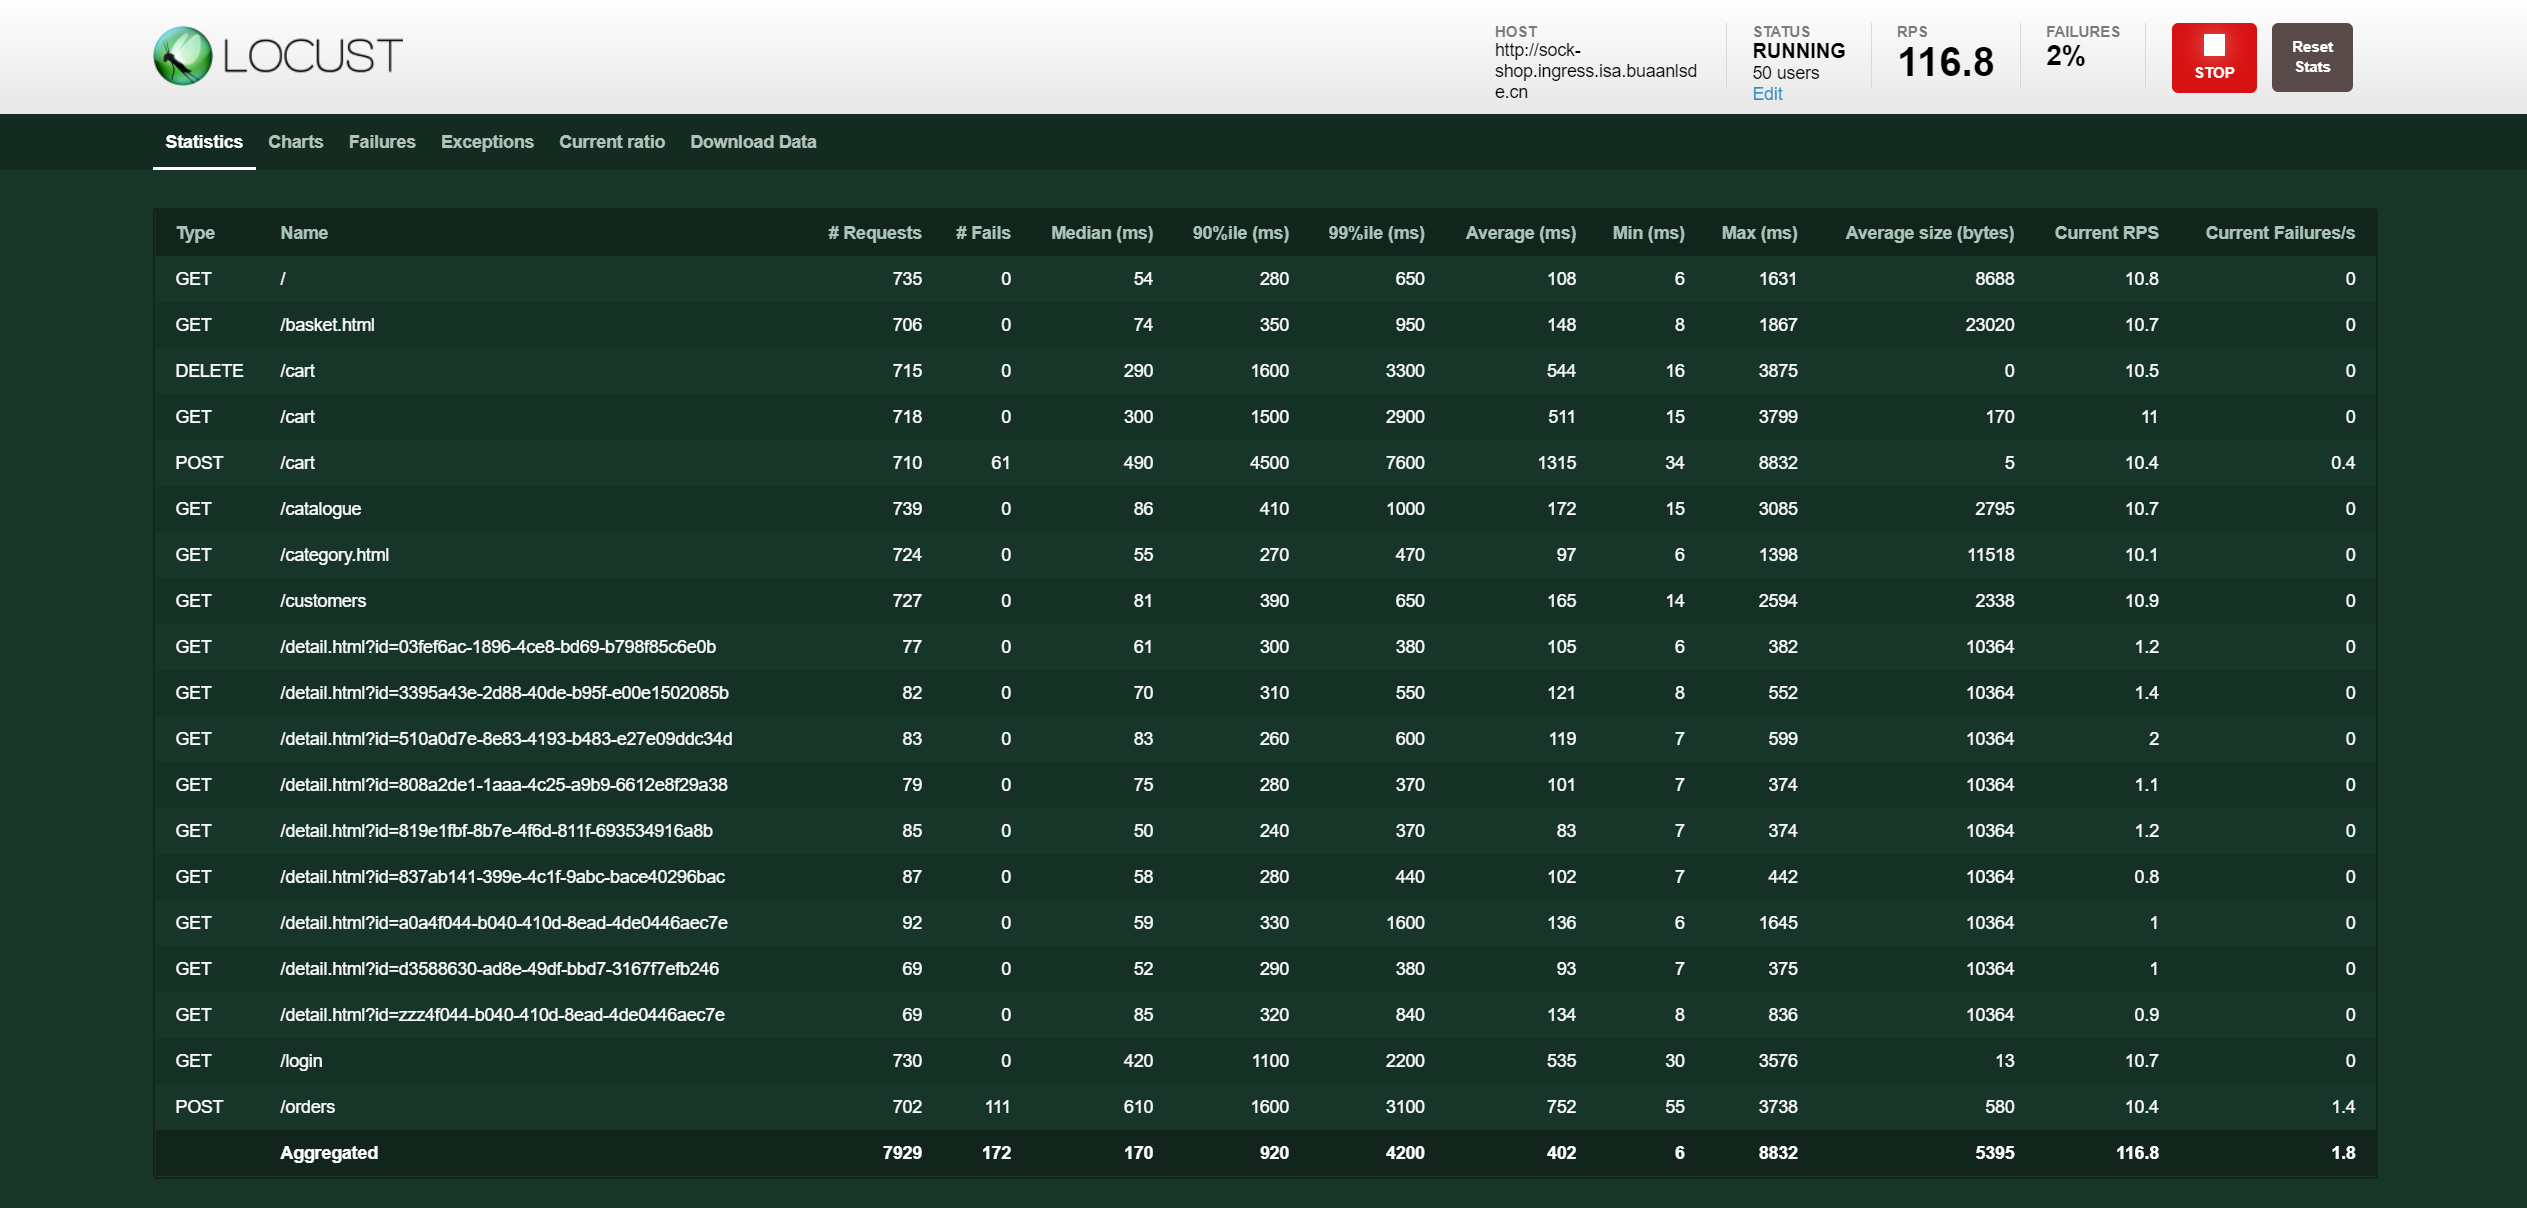 LOCUST
HOST
http://sock-
shop.ingress.isa.buaanlsd
e.cn
STATUS
RUNNING
50 users
Edit
RPS
116.8
FAILURES
2%
STOP
Reset
Stats
Statistics Charts Failures Exceptions Current ratio Download Data
Type Name # Requests # Fails Median (ms) 90%ile (ms) 99%ile (ms) Average (ms) Min (ms) Max (ms) Average size (bytes) Current RPS Current Failures/s
GET / 735 0 54 280 650 108 6 1631 8688 10.8 0
GET /basket.html 706 0 74 350 950 148 8 1867 23020 10.7 0
DELETE /cart 715 0 290 1600 3300 544 16 3875 0 10.5 0
GET /cart 718 0 300 1500 2900 511 15 3799 170 11 0
POST /cart 710 61 490 4500 7600 1315 34 8832 5 10.4 0.4
GET /catalogue 739 0 86 410 1000 172 15 3085 2795 10.7 0
GET /category.html 724 0 55 270 470 97 6 1398 11518 10.1 0
GET /customers 727 0 81 390 650 165 14 2594 2338 10.9 0
GET /detail.html?id=03fef6ac-1896-4ce8-bd69-b798f85c6e0b 77 0 61 300 380 105 6 382 10364 1.2 0
GET /detail.html?id=3395a43e-2d88-40de-b95f-e00e1502085b 82 0 70 310 550 121 8 552 10364 1.4 0
GET /detail.html?id=510a0d7e-8e83-4193-b483-e27e09ddc34d 83 0 83 260 600 119 7 599 10364 2 0
GET /detail.html?id=808a2de1-1aaa-4c25-a9b9-6612e8f29a38 79 0 75 280 370 101 7 374 10364 1.1 0
GET /detail.html?id=819e1fbf-8b7e-4f6d-811f-693534916a8b 85 0 50 240 370 83 7 374 10364 1.2 0
GET /detail.html?id=837ab141-399e-4c1f-9abc-bace40296bac 87 0 58 280 440 102 7 442 10364 0.8 0
GET /detail.html?id=a0a4f044-b040-410d-8ead-4de0446aec7e 92 0 59 330 1600 136 6 1645 10364 1 0
GET /detail.html?id=d3588630-ad8e-49df-bbd7-3167f7efb246 69 0 52 290 380 93 7 375 10364 1 0
GET /detail.html?id=zzz4f044-b040-410d-8ead-4de0446aec7e 69 0 85 320 840 134 8 836 10364 0.9 0
GET /login 730 0 420 1100 2200 535 30 3576 13 10.7 0
POST /orders 702 111 610 1600 3100 752 55 3738 580 10.4 1.4
Aggregated 7929 172 170 920 4200 402 6 8832 5395 116.8 1.8